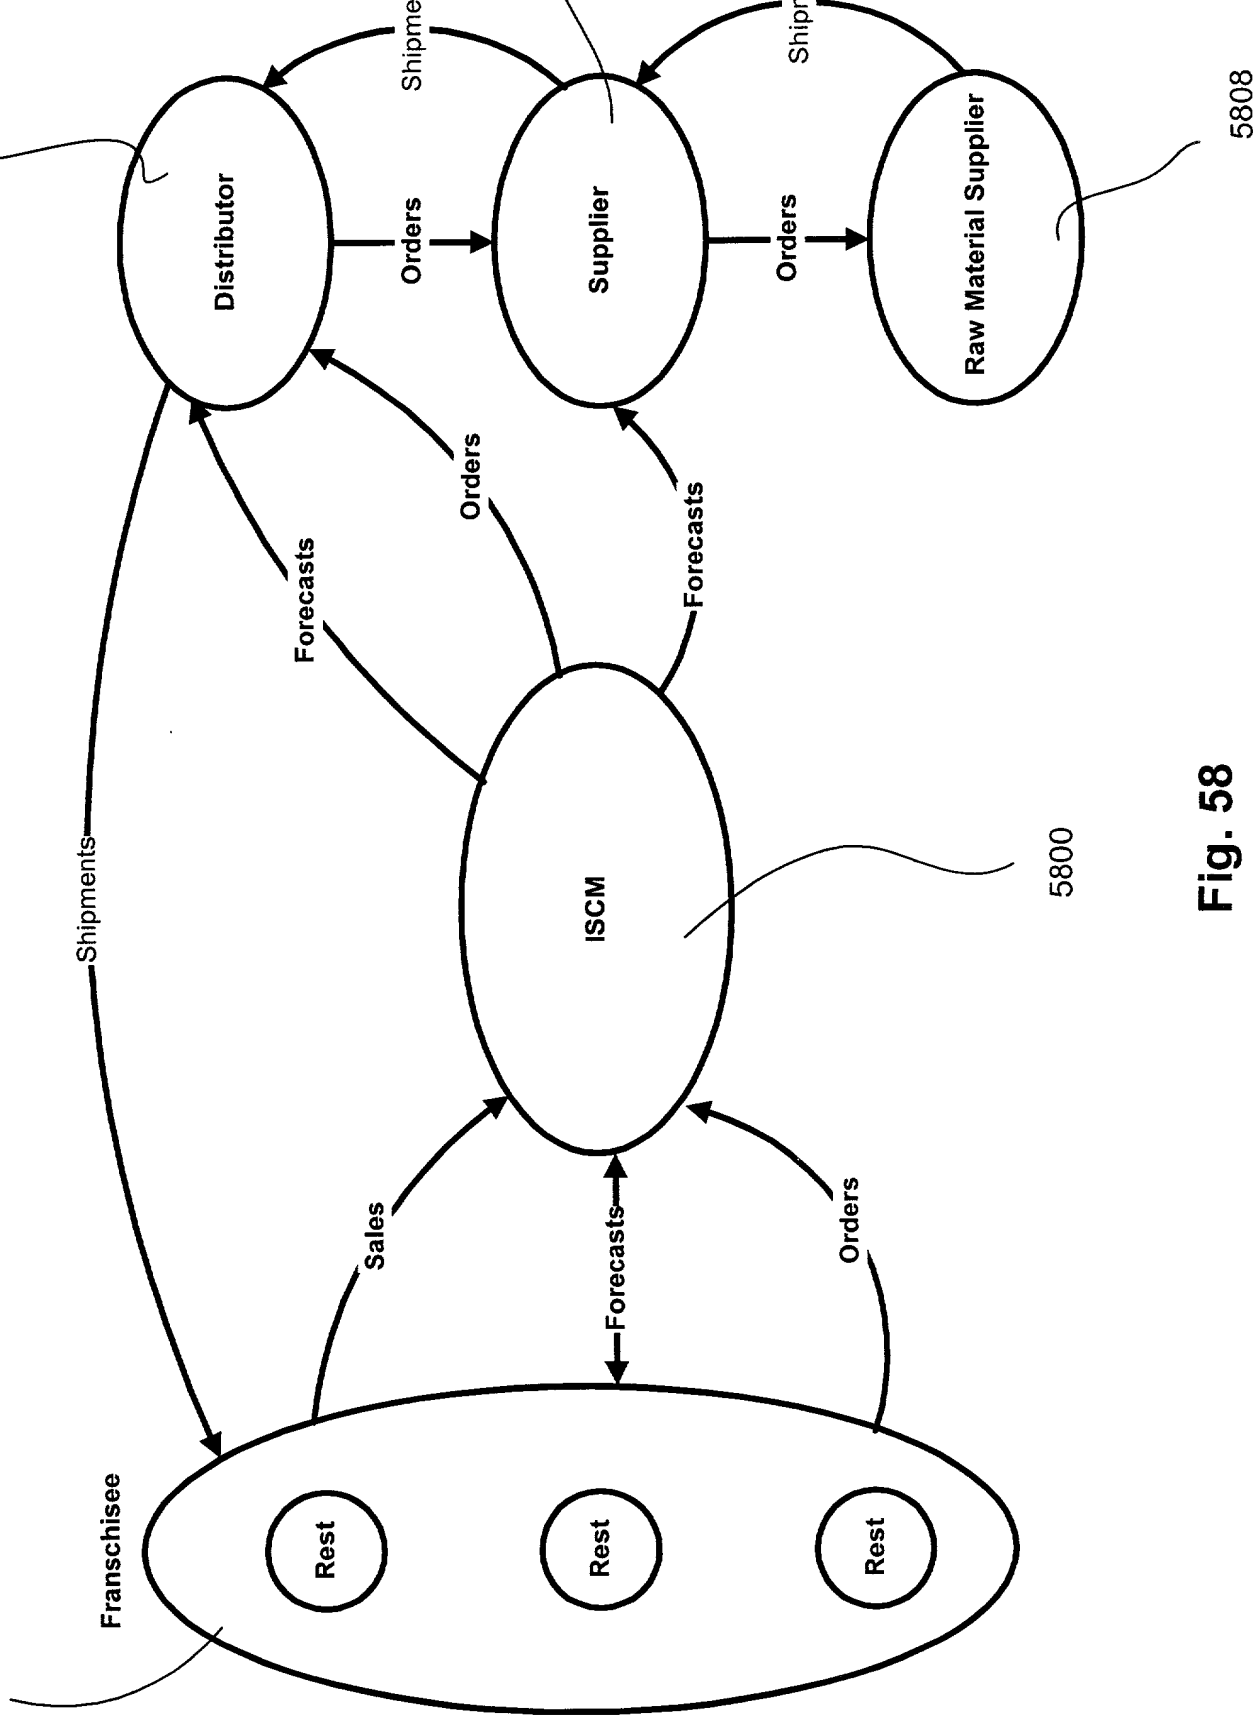 Franschisee
Rest
Rest
Rest
Shipments
Sales
Forecasts
Orders
ISCM
5800
Forecasts
Orders
Forecasts
Distributor
Orders
Supplier
Orders
Raw Material Supplier
5808
Fig. 58